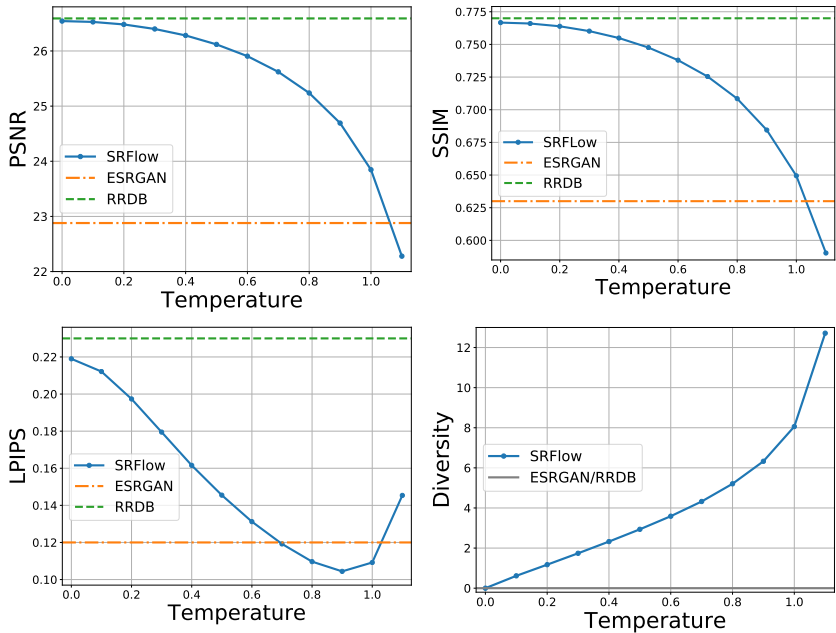 PSNR
26
25
24
23
22
SRFlow
ESRGAN
RRDB
0.0 0.2 0.4 0.6 0.8 1.0
Temperature
SSIM
0.775
0.750
0.725
0.700
0.675
0.650
0.625
0.600
SRFLow
ESRGAN
RRDB
0.0 0.2 0.4 0.6 0.8 1.0
Temperature
LPIPS
0.22
0.20
0.18
0.16
0.14
0.12
0.10
SRFlow
ESRGAN
RRDB
0.0 0.2 0.4 0.6 0.8 1.0
Temperature
Diversity
12
10
8
6
4
2
0
SRFlow
ESRGAN/RRDB
0.0 0.2 0.4 0.6 0.8 1.0
Temperature